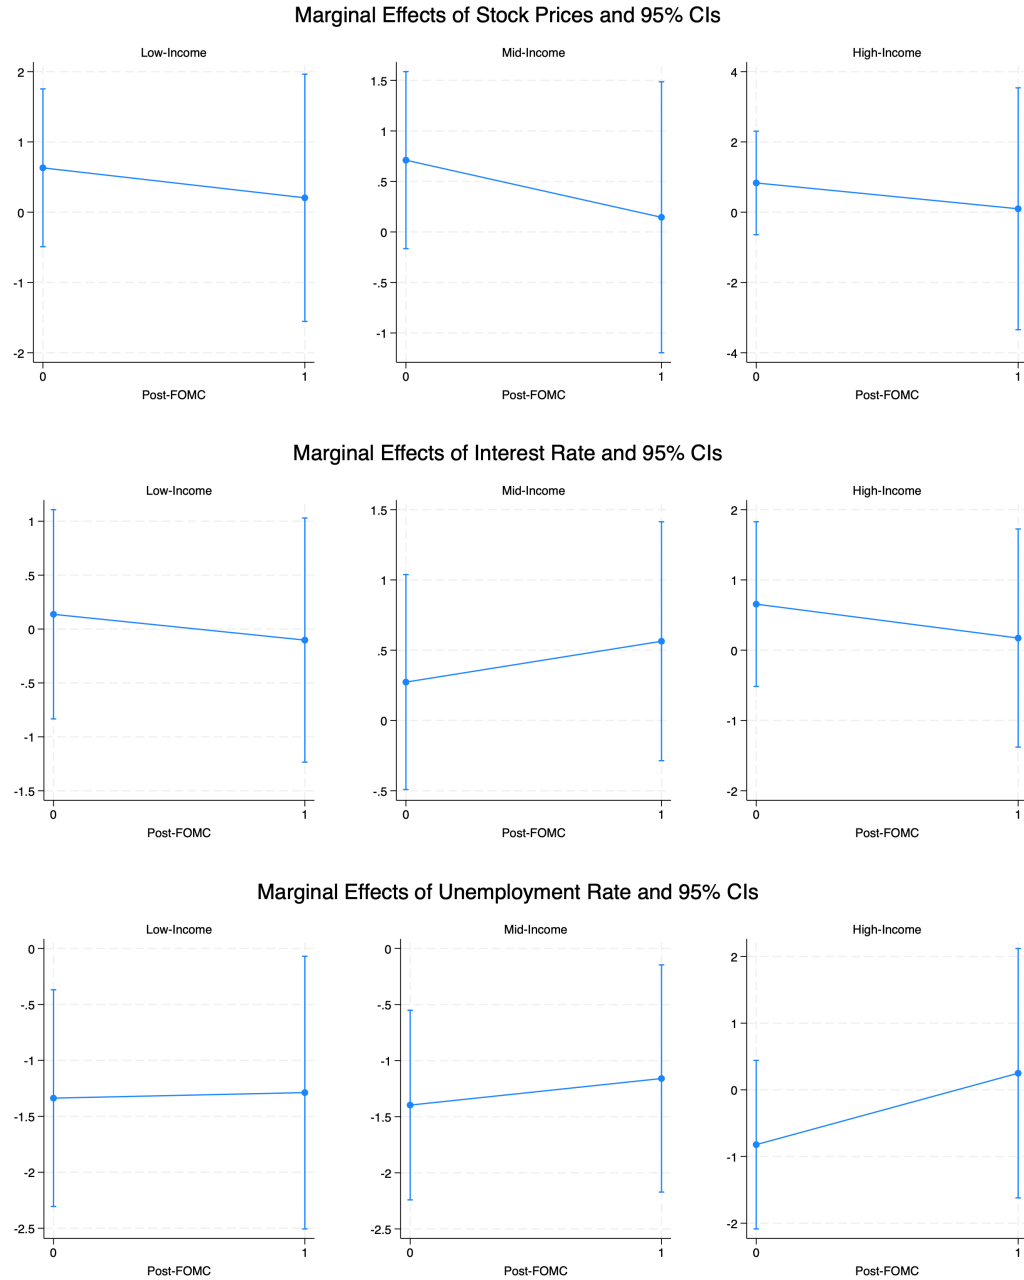 Marginal Effects of Stock Prices and 95% CIs
Low-Income
2
1
0
-1
-2
0 1
Post-FOMC
Mid-Income
1.5
1
.5
0
-.5
-1
0 1
Post-FOMC
High-Income
4
2
0
-2
-4
0 1
Post-FOMC
Marginal Effects of Interest Rate and 95% CIs
Low-Income
1
.5
0
-.5
-1
-1.5
0 1
Post-FOMC
Mid-Income
1.5
1
.5
0
-.5
0 1
Post-FOMC
High-Income
2
1
0
-1
-2
0 1
Post-FOMC
Marginal Effects of Unemployment Rate and 95% CIs
Low-Income
0
-.5
-1
-1.5
-2
-2.5
0 1
Post-FOMC
Mid-Income
0
-.5
-1
-1.5
-2
-2.5
0 1
Post-FOMC
High-Income
2
1
0
-1
-2
0 1
Post-FOMC